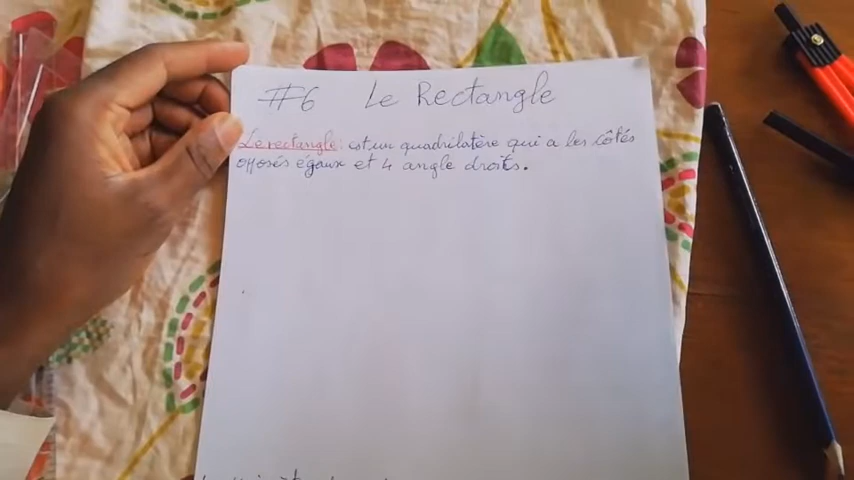 #6 Le Rectangle
Le rectangle : est un quadrilatère qui a les côtés
opposés égaux et 4 angle droits.